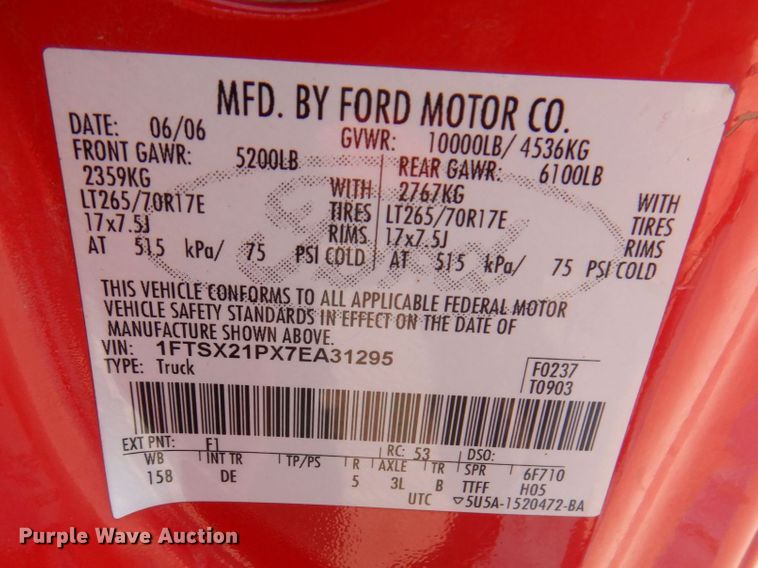 MFD. BY FORD MOTOR CO.
DATE: 06/06 GVWR: 10000LB/ 4536KG
FRONT GAWR: 5200LB REAR GAWR: 6100LB
2359KG WITH 2767KG WITH
LT265/70R17E TIRES LT265/70R17E TIRES
17x7.5J RIMS 17x7.5J RIMS
AT 515 kPa/ 75 PSI COLD AT 515 kPa/ 75 PSI COLD
Ford
THIS VEHICLE CONFORMS TO ALL APPLICABLE FEDERAL MOTOR
VEHICLE SAFETY STANDARDS IN EFFECT ON THE DATE OF
MANUFACTURE SHOWN ABOVE.
VIN: 1FTSX21PX7EA31295
TYPE: Truck
F0237
T0903
EXT PNT: F1 RC: 53 DSO:
WB INT TR TP/PS R AXLE TR SPR 6F710
158 DE 5 3L B TTFF H05
UTC ▽5U5A-1520472-BA
Purple Wave Auction